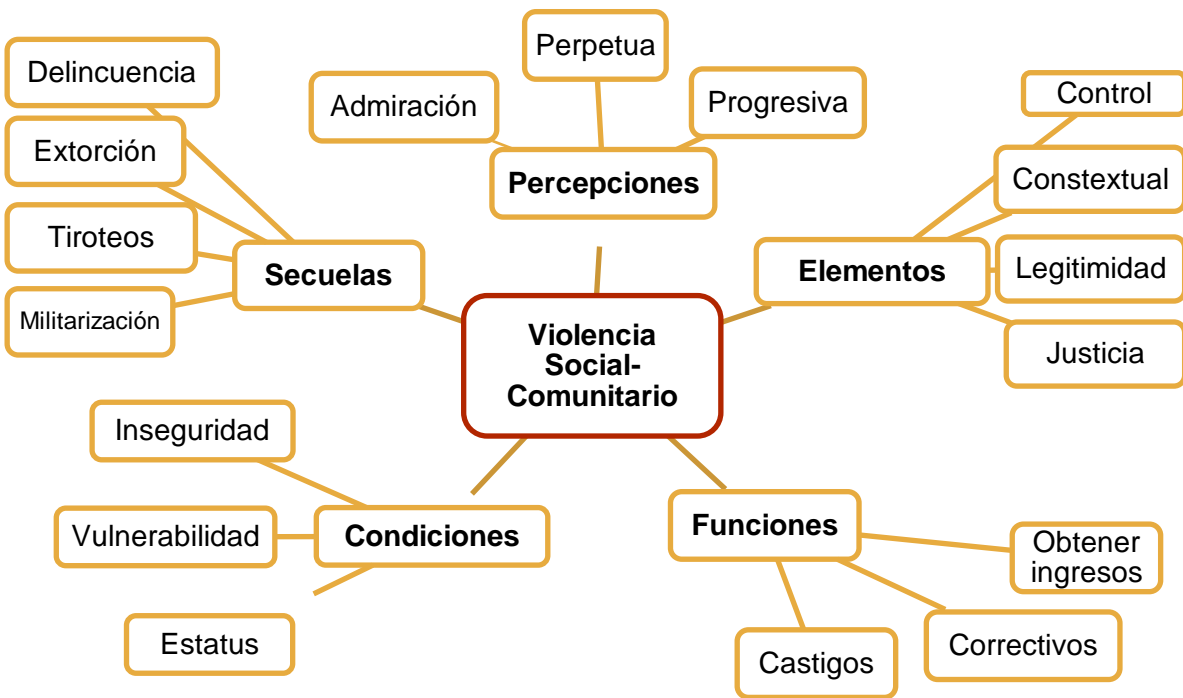 Perpetua
Admiración
Progresiva
Percepciones
Delincuencia
Extorción
Tiroteos
Militarización
Secuelas
Control
Constextual
Legitimidad
Justicia
Elementos
Violencia
Social-
Comunitario
Inseguridad
Vulnerabilidad
Estatus
Condiciones
Funciones
Obtener
ingresos
Correctivos
Castigos